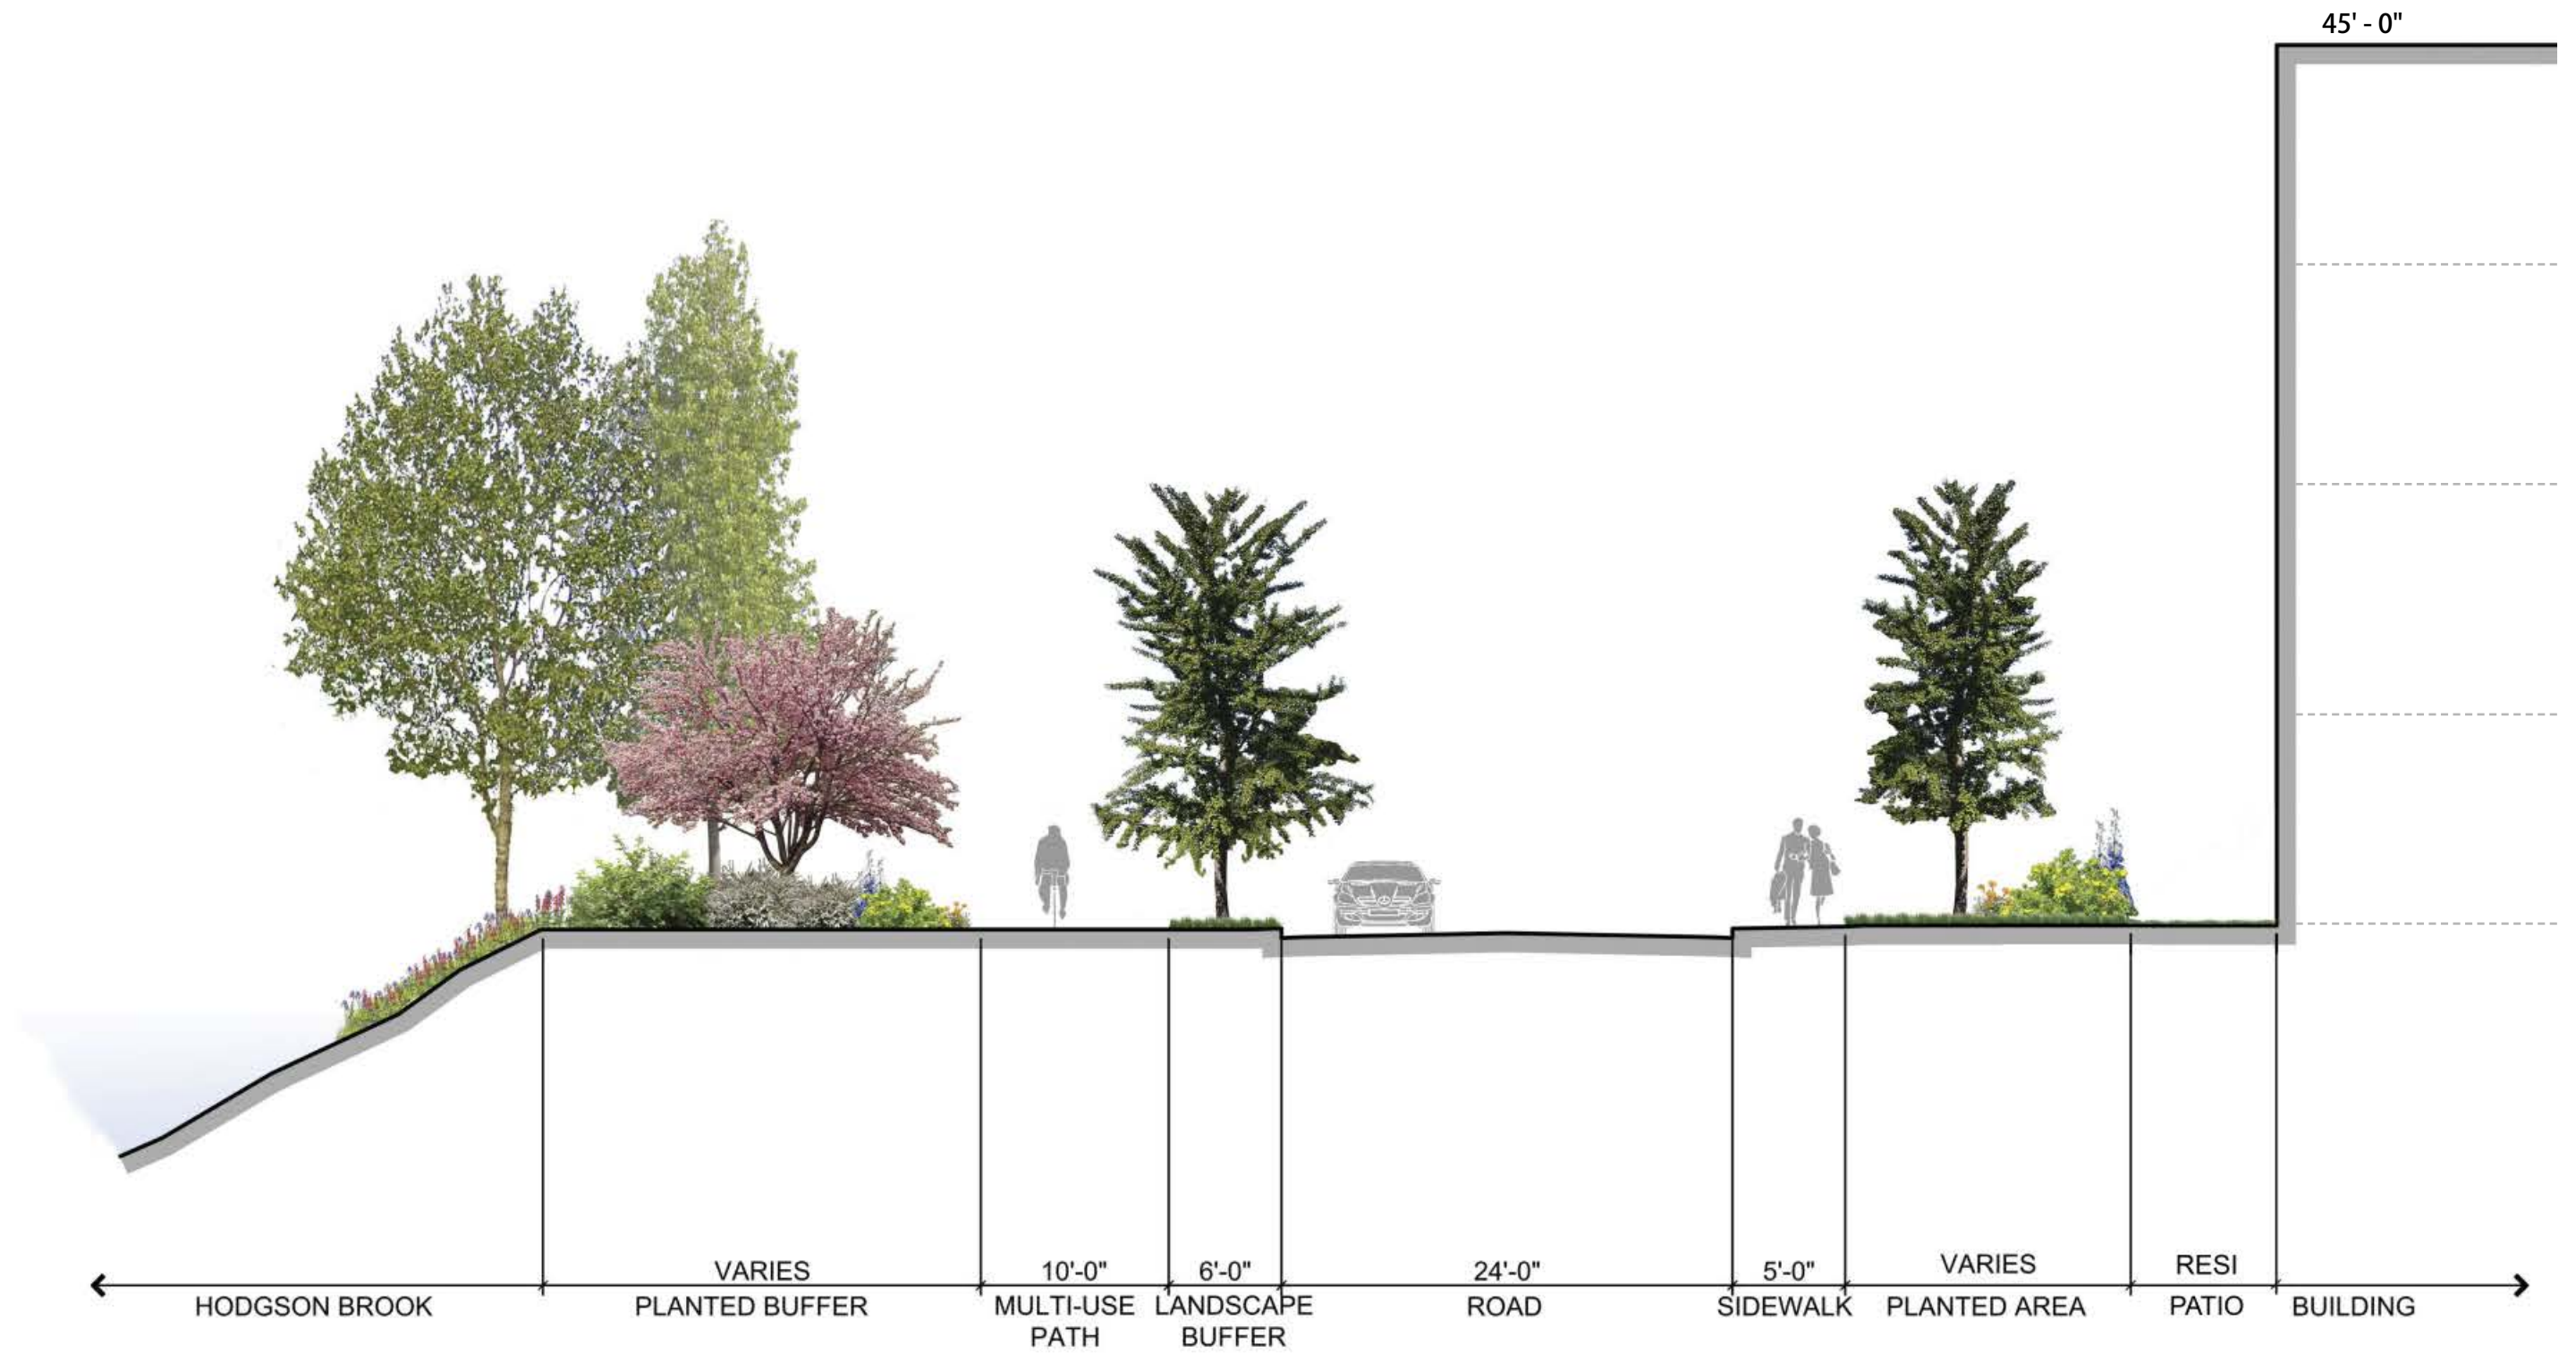 45' - 0"
VARIES
10'-0"
6'-0"
24'-0"
5'-0"
VARIES
RESI
HODGSON BROOK
PLANTED BUFFER
MULTI-USE
PATH
LANDSCAPE
BUFFER
ROAD
SIDEWALK
PLANTED AREA
PATIO
BUILDING